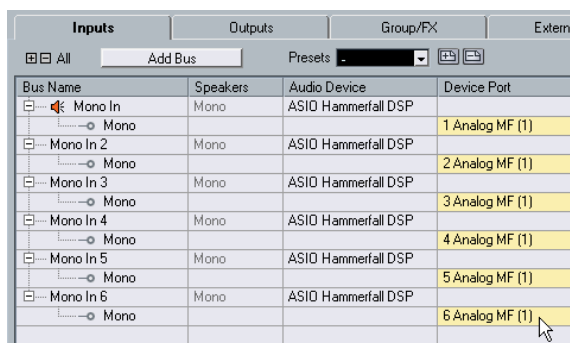 Inputs Outputs Group/FX Extern
All Add Bus Presets -
Bus Name Speakers Audio Device Device Port
Mono In Mono ASIO Hammerfall DSP
Mono 1 Analog MF (1)
Mono In 2 Mono ASIO Hammerfall DSP
Mono 2 Analog MF (1)
Mono In 3 Mono ASIO Hammerfall DSP
Mono 3 Analog MF (1)
Mono In 4 Mono ASIO Hammerfall DSP
Mono 4 Analog MF (1)
Mono In 5 Mono ASIO Hammerfall DSP
Mono 5 Analog MF (1)
Mono In 6 Mono ASIO Hammerfall DSP
Mono 6 Analog MF (1)